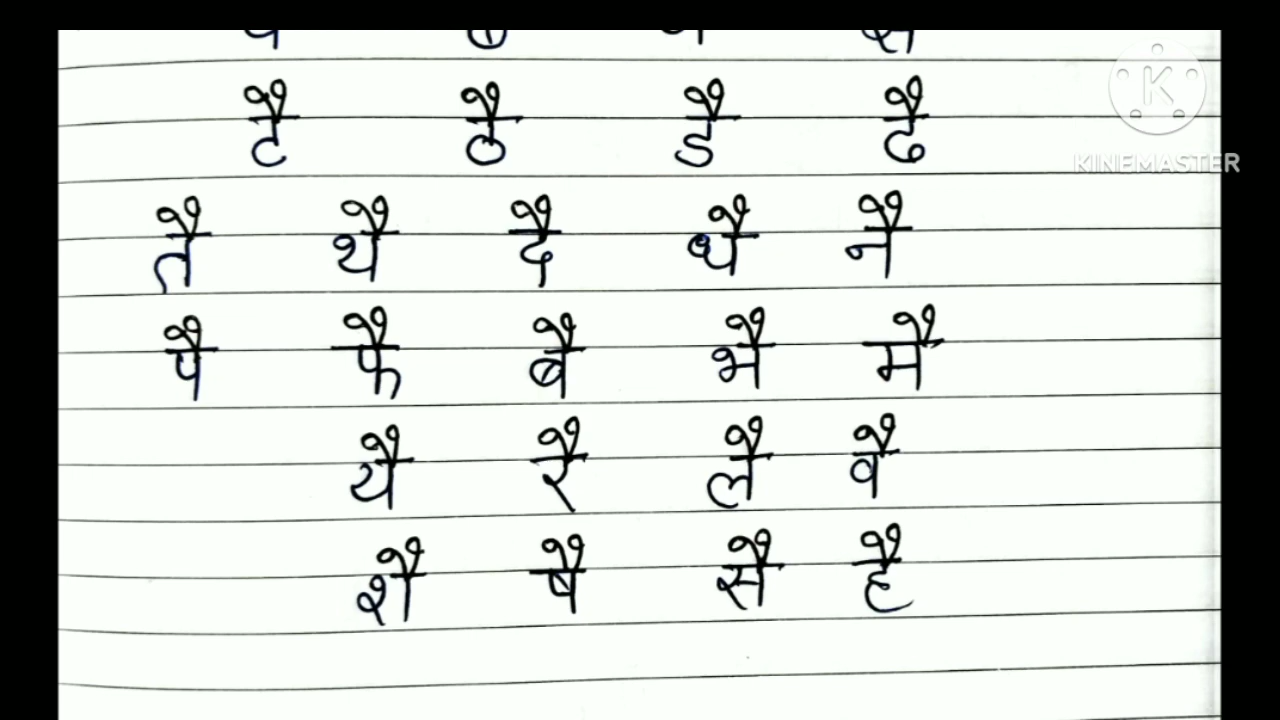 KINEMASTER
टै ठै डै ढै
तै थै दै धै नै
पै फै बै भै मै
यै रै लै वै
शै षै सै है